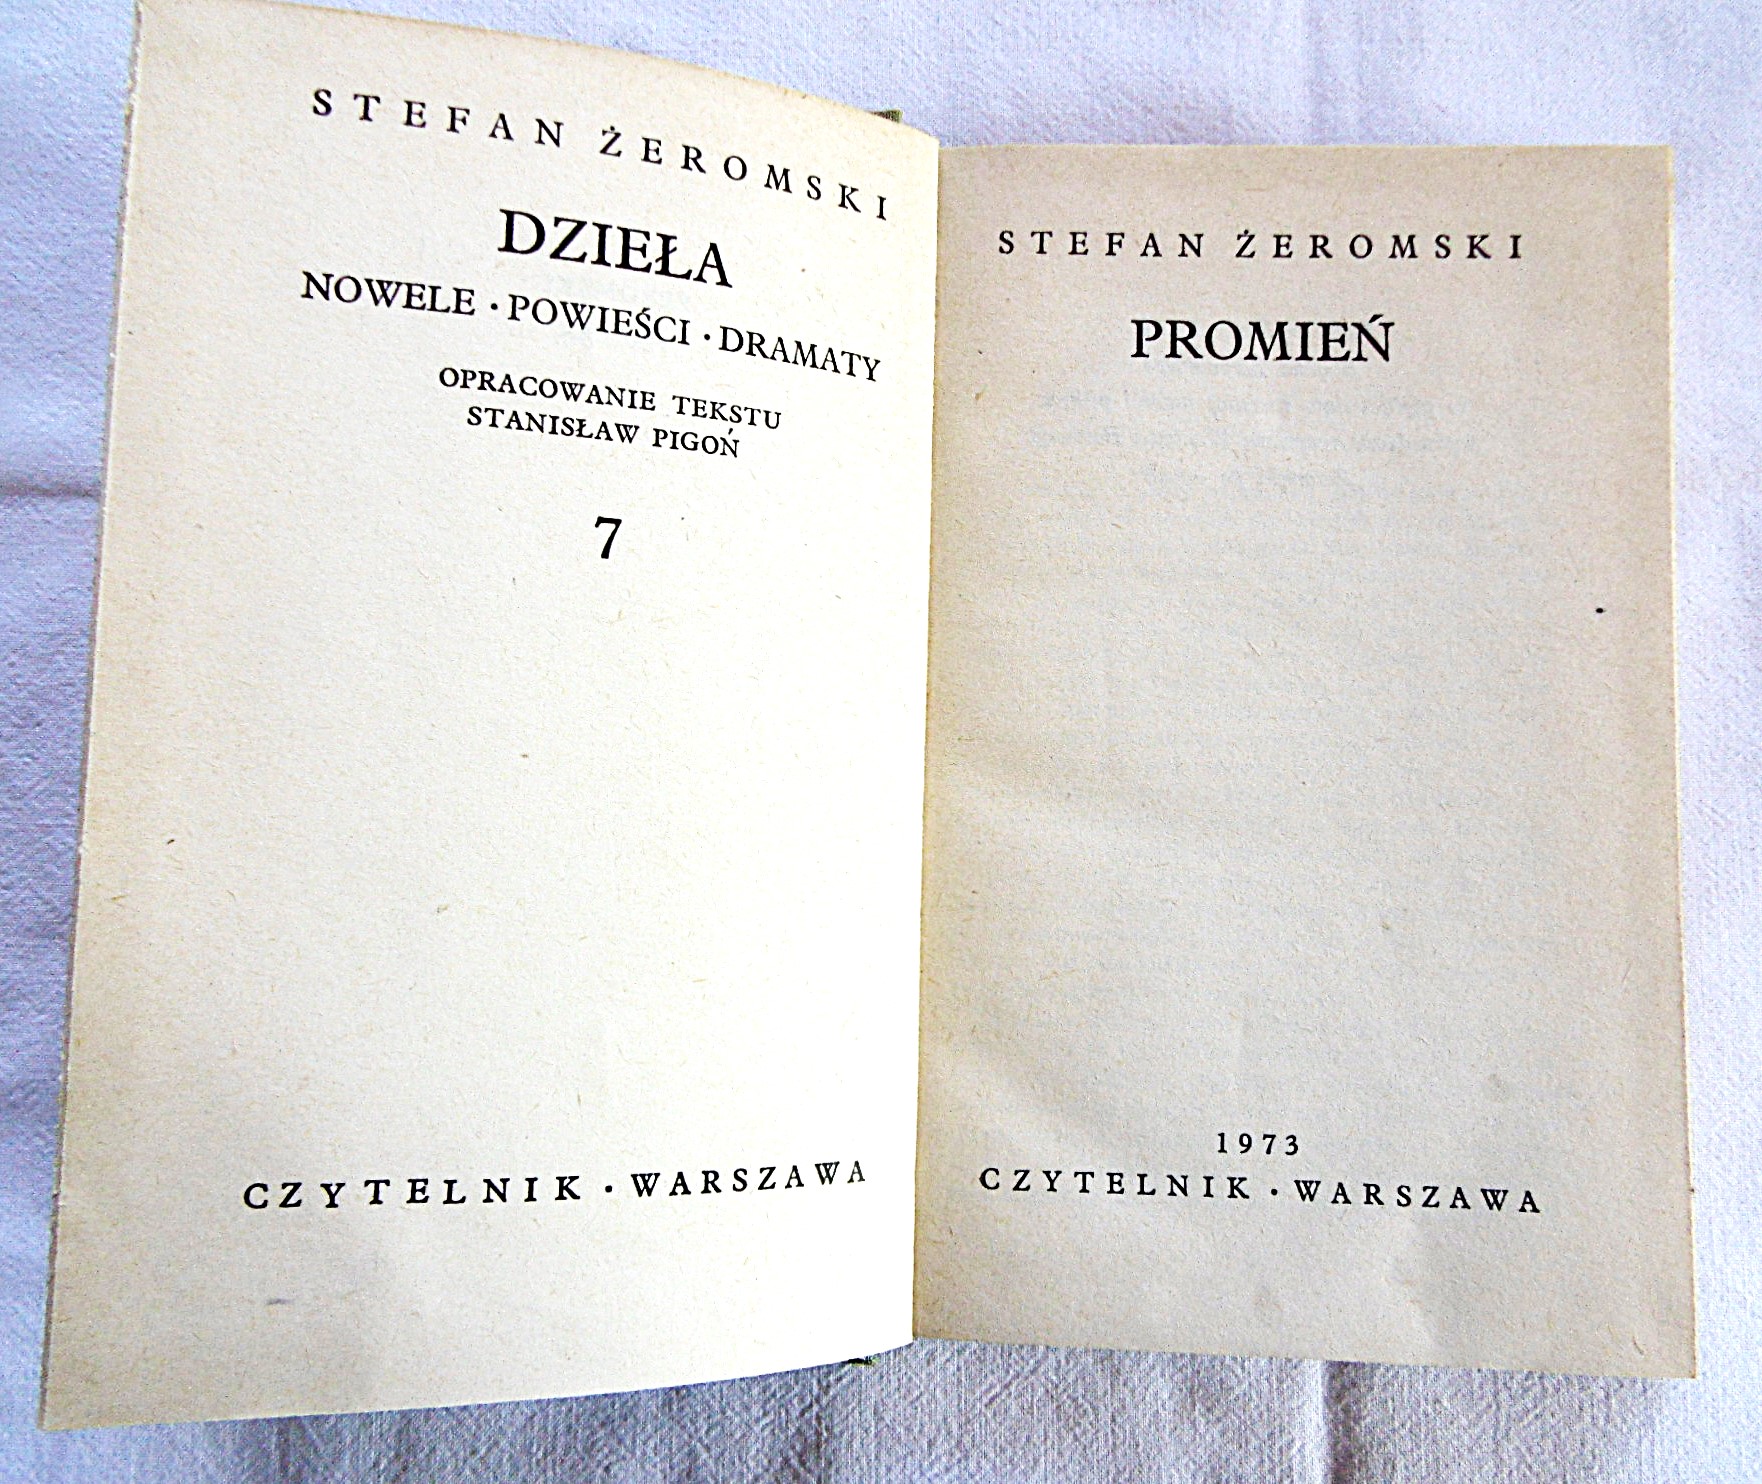 STEFAN ŻEROMSKI
DZIEŁA
NOWELE · POWIEŚCI · DRAMATY
OPRACOWANIE TEKSTU
STANISŁAW PIGOŃ
7
CZYTELNIK · WARSZAWA
STEFAN ŻEROMSKI
PROMIEŃ
1973
CZYTELNIK · WARSZAWA